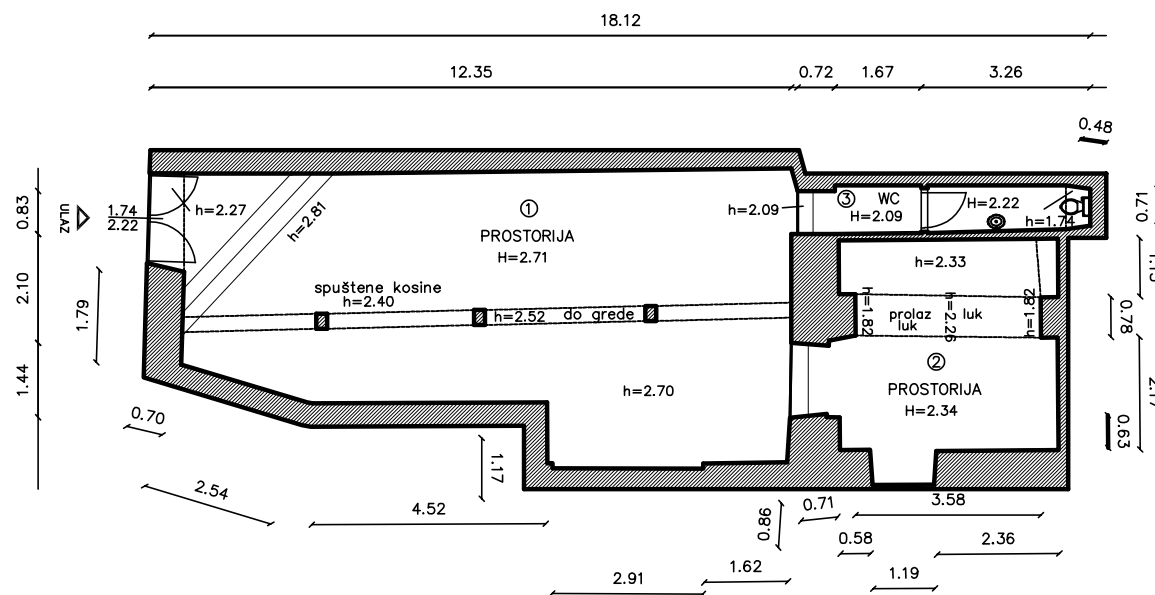 18.12
12.35
0.72
1.67
3.26
0.48
0.83
2.10
1.44
1.79
ULAZ
1.74
2.22
h=2.27
h=2.81
1
PROSTORIJA
H=2.71
spuštene kosine
h=2.40
h=2.52 do grede
h=2.70
h=2.09
3 WC
H=2.09
H=2.22
h=1.74
0.71
h=2.33
h=1.82
prolaz
luk
h=2.26
luk
h=1.82
0.78
2
PROSTORIJA
H=2.34
0.63
0.70
2.54
4.52
1.17
0.86
0.71
3.58
0.58
2.36
1.19
1.62
2.91